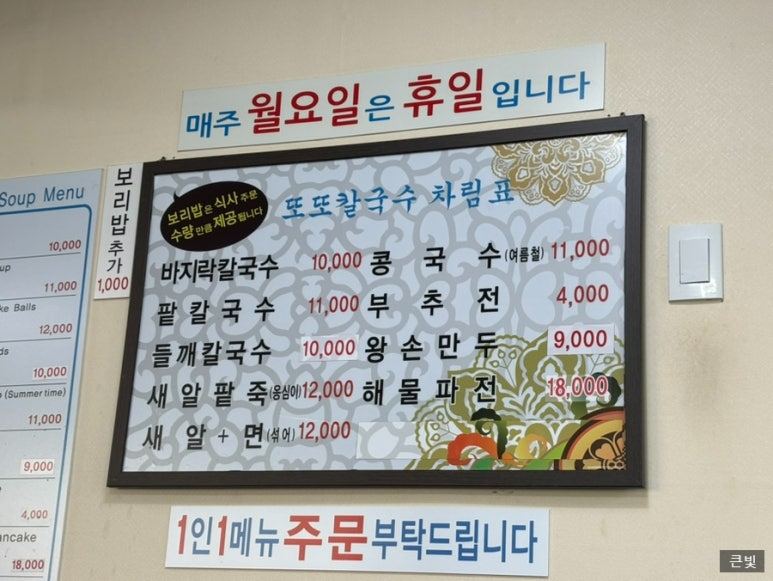 매주 월요일은 휴일입니다
Soup Menu
10,000
up
11,000
ke Balls
12,000
ds
10,000
(Summer time)
11,000
9,000
4,000
ancake
18,000
보리밥추가
1,000
보리밥은 식사주문
수량만큼 제공됩니다
또또칼국수 차림표
바지락칼국수 10,000 콩국수(여름철) 11,000
팥칼국수 11,000 부추전 4,000
들깨칼국수 10,000 왕손만두 9,000
새알팥죽(옹심이) 12,000 해물파전 18,000
새알+면(섞어) 12,000
1인1메뉴 주문 부탁드립니다
큰빛